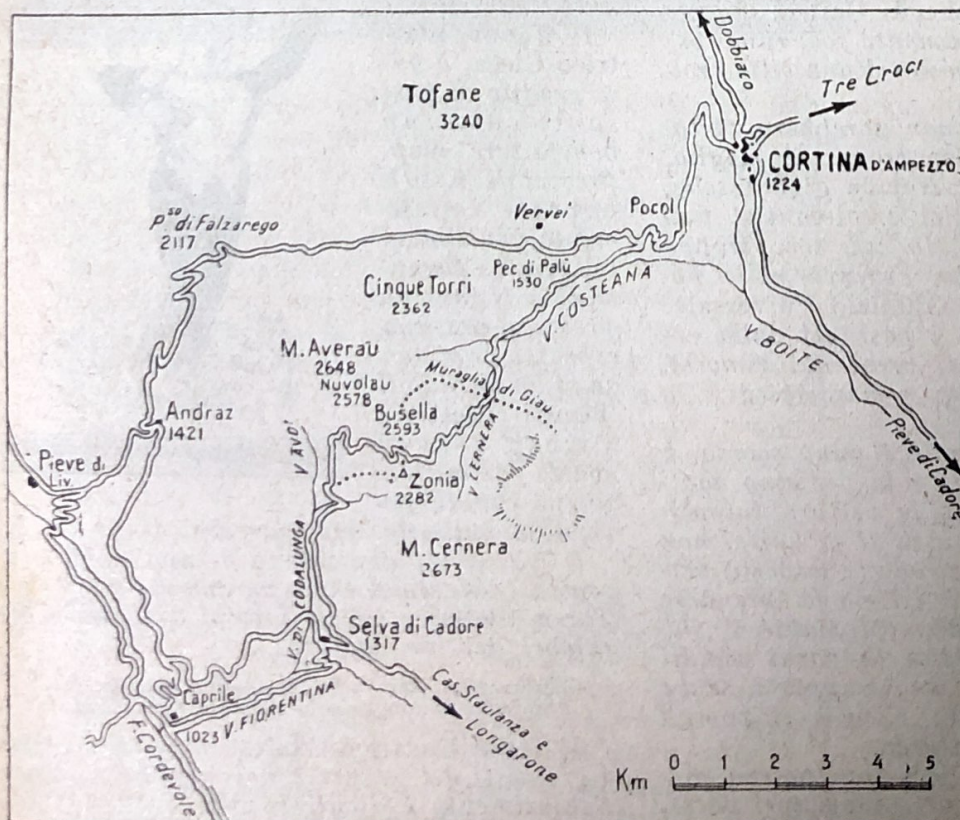 Dobbiaco
Tre Croci
Tofane
3240
CORTINA D'AMPEZZO
1224
Pocol
Vervei
P.so di Falzarego
2117
Pec di Palù
1530
Cinque Torri
2362
V. COSTEANA
V. BOITE
M. Averau
2648
Nuvolau
2578
Muraglia di Giau
Busella
2593
Andraz
1421
V. CERNERA
Pieve di Cadore
Pieve di
Liv.
Zonia
2282
M. Cernera
2673
V. DI CODALUNGA
Selva di Cadore
1317
Caprile
1023
V. FIORENTINA
Cas. Staulanza e
Longarone
F. Cordevole
Km 0 1 2 3 4 5